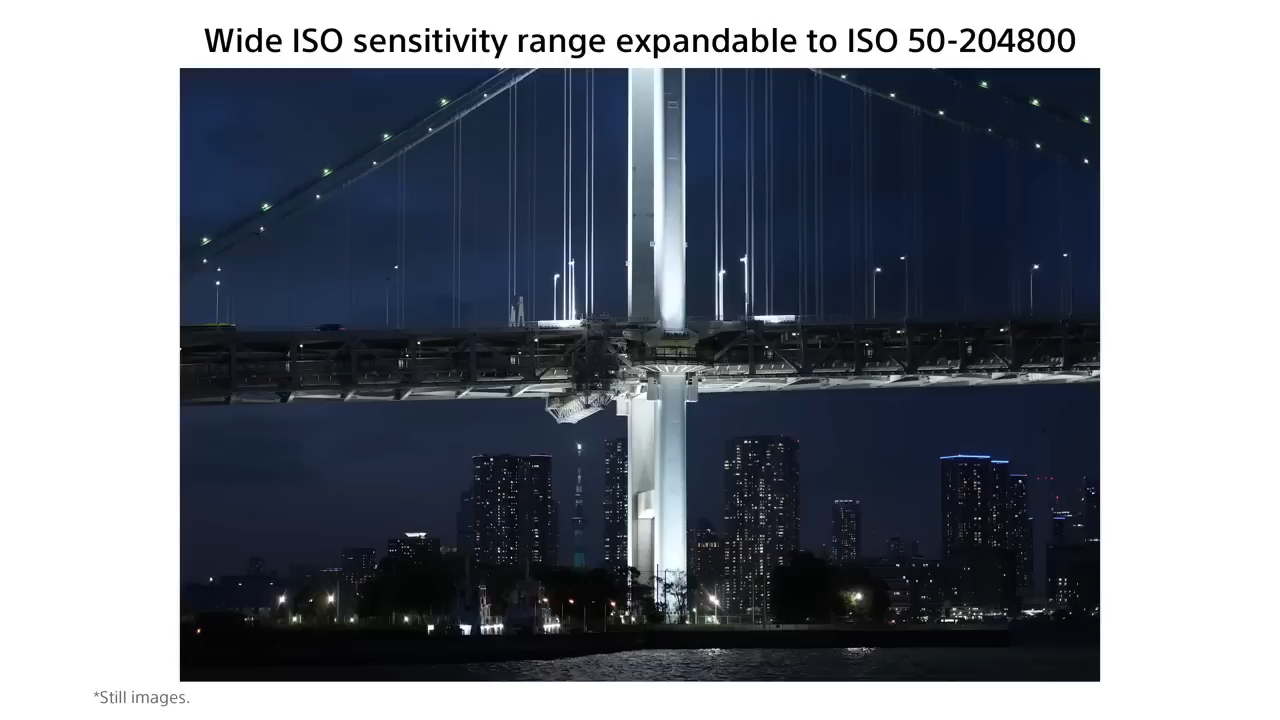 Wide ISO sensitivity range expandable to ISO 50-204800
*Still images.